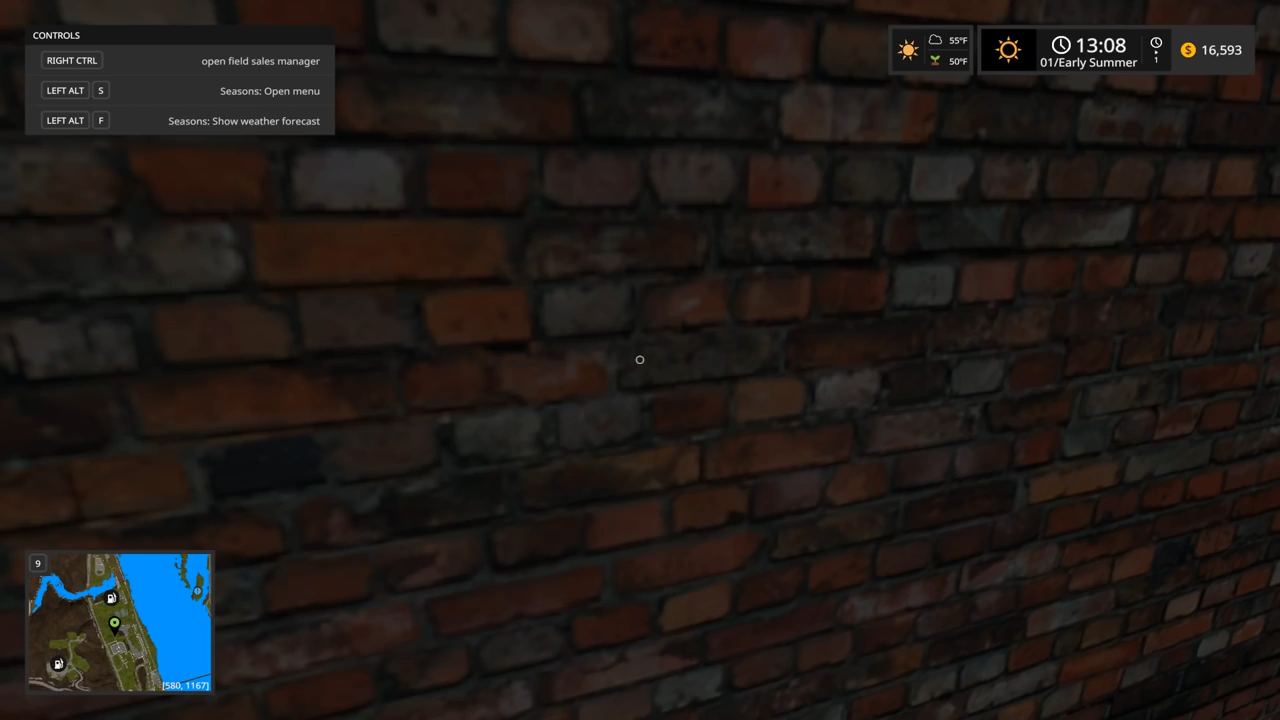 CONTROLS
RIGHT CTRL open field sales manager
LEFT ALT S Seasons: Open menu
LEFT ALT F Seasons: Show weather forecast
55°F
50°F
13:08
01/Early Summer
1
$ 16,593
9
[580, 1167]